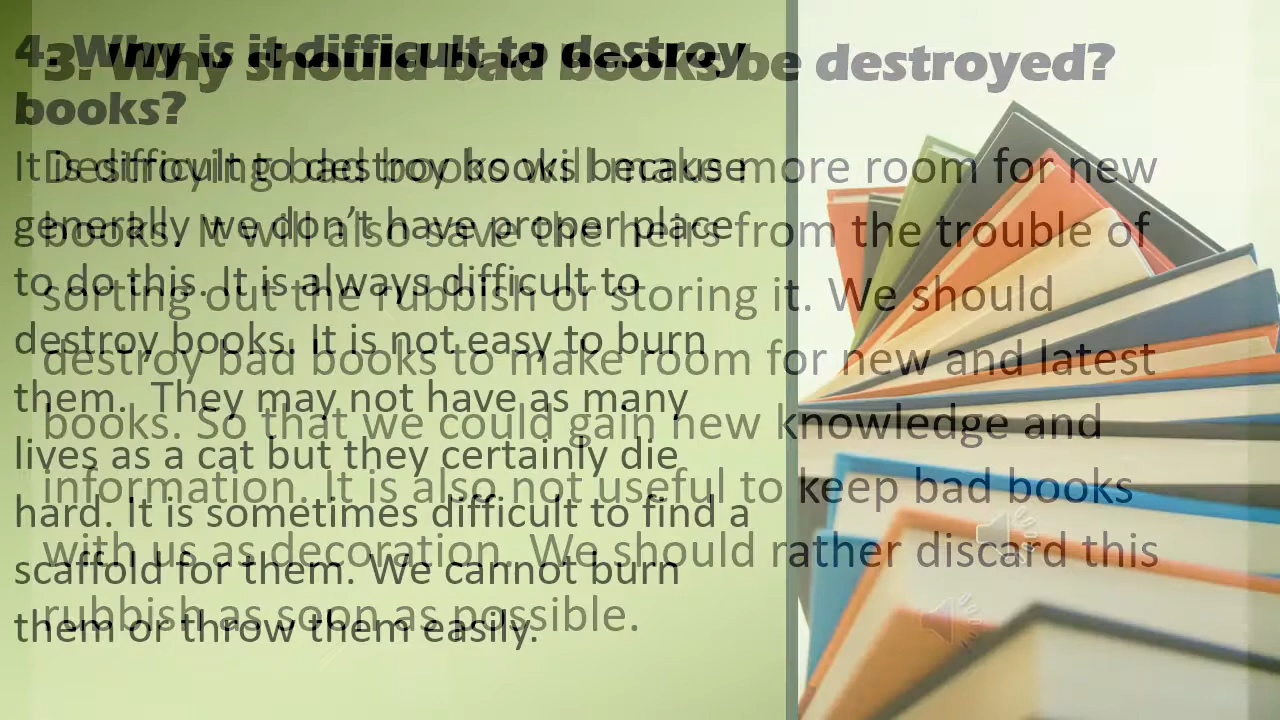 3. Why should bad books be destroyed?
Destroying bad books will make more room for new
books. It will also save the heirs from the trouble of
sorting out the rubbish or storing it. We should
destroy bad books to make room for new and latest
books. So that we could gain new knowledge and
information. It is also not useful to keep bad books
with us as decoration. We should rather discard this
rubbish as soon as possible.
4. Why is it difficult to destroy
books?
It is difficult to destroy books because
generally we don’t have proper place
to do this. It is always difficult to
destroy books. It is not easy to burn
them. They may not have as many
lives as a cat but they certainly die
hard. It is sometimes difficult to find a
scaffold for them. We cannot burn
them or throw them easily.